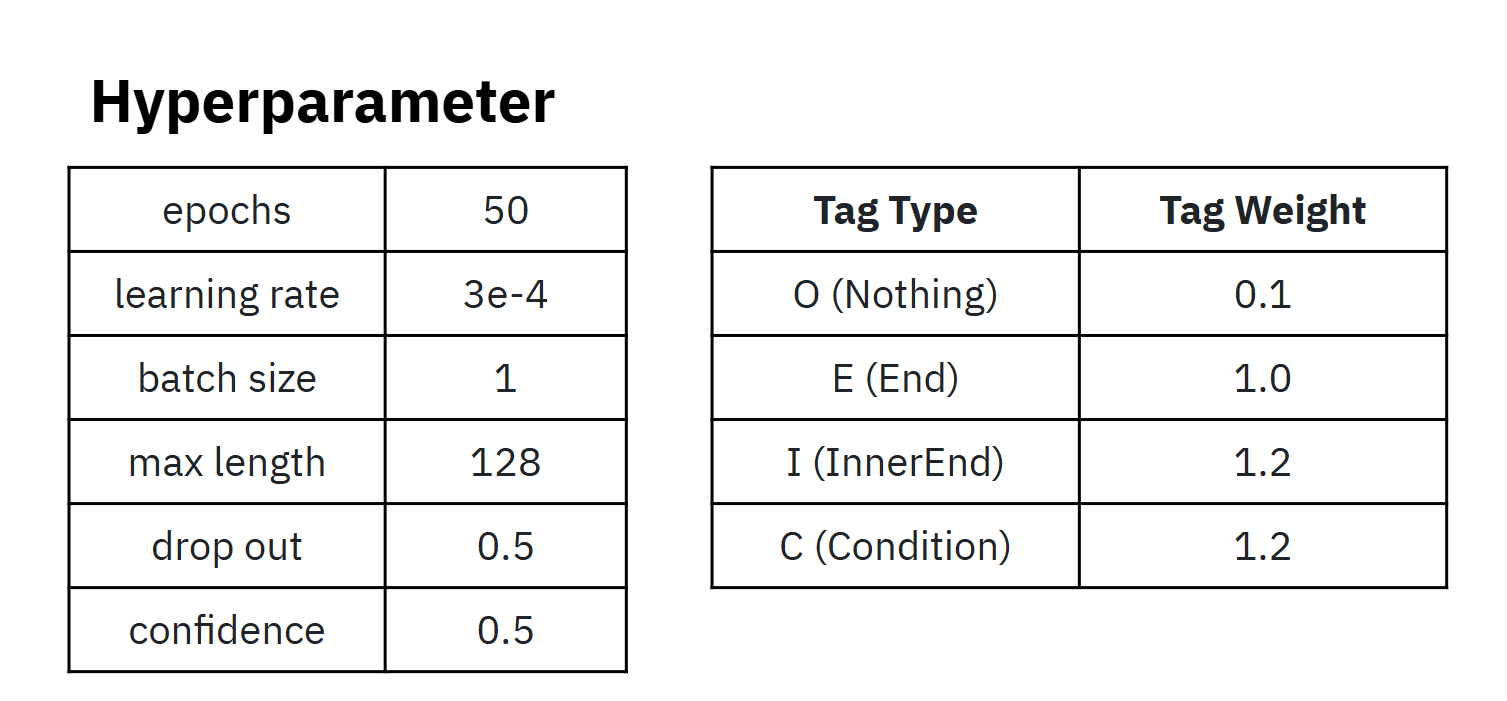 Hyperparameter
epochs 50
learning rate 3e-4
batch size 1
max length 128
drop out 0.5
confidence 0.5
Tag Type Tag Weight
O (Nothing) 0.1
E (End) 1.0
I (InnerEnd) 1.2
C (Condition) 1.2